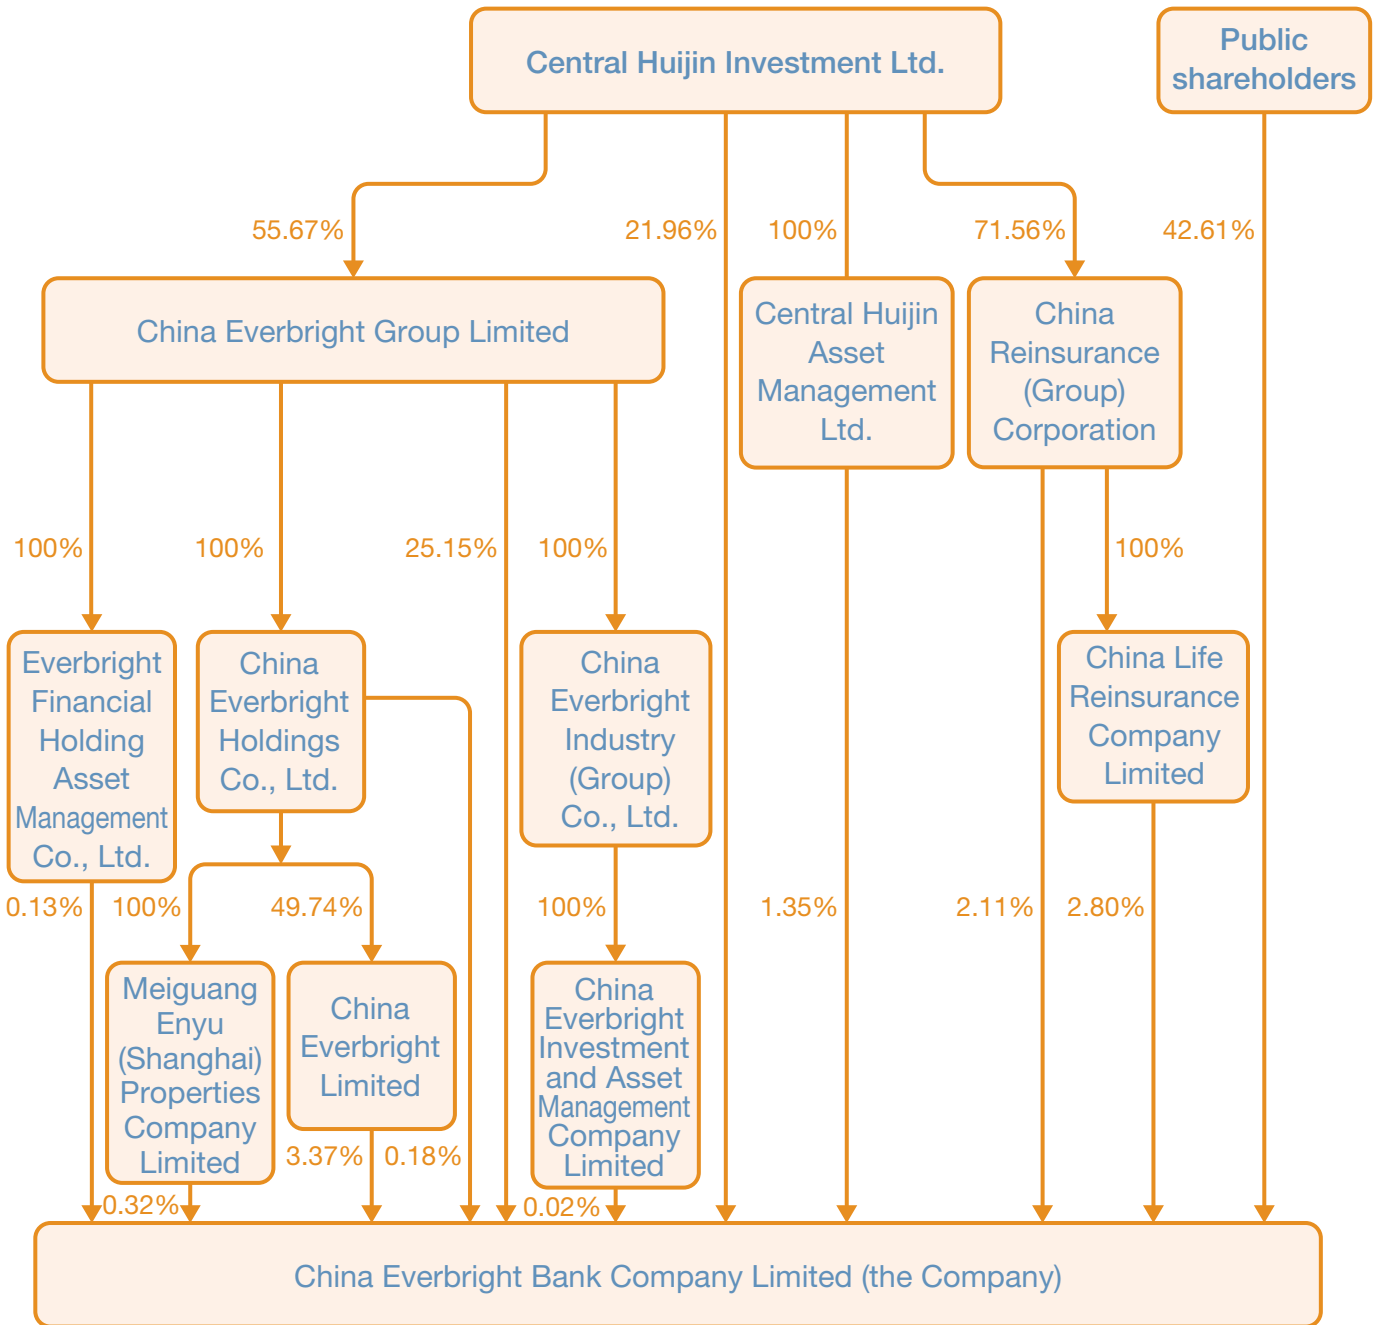 Central Huijin Investment Ltd.
Public
shareholders
55.67%
21.96%
100%
71.56%
42.61%
China Everbright Group Limited
Central Huijin
Asset
Management
Ltd.
China
Reinsurance
(Group)
Corporation
100%
100%
25.15%
100%
100%
Everbright
Financial
Holding
Asset
Management
Co., Ltd.
China
Everbright
Holdings
Co., Ltd.
China
Everbright
Industry
(Group)
Co., Ltd.
China Life
Reinsurance
Company
Limited
0.13%
100%
49.74%
100%
1.35%
2.11%
2.80%
Meiguang
Enyu
(Shanghai)
Properties
Company
Limited
China
Everbright
Limited
China
Everbright
Investment
and Asset
Management
Company
Limited
3.37%
0.18%
0.32%
0.02%
China Everbright Bank Company Limited (the Company)